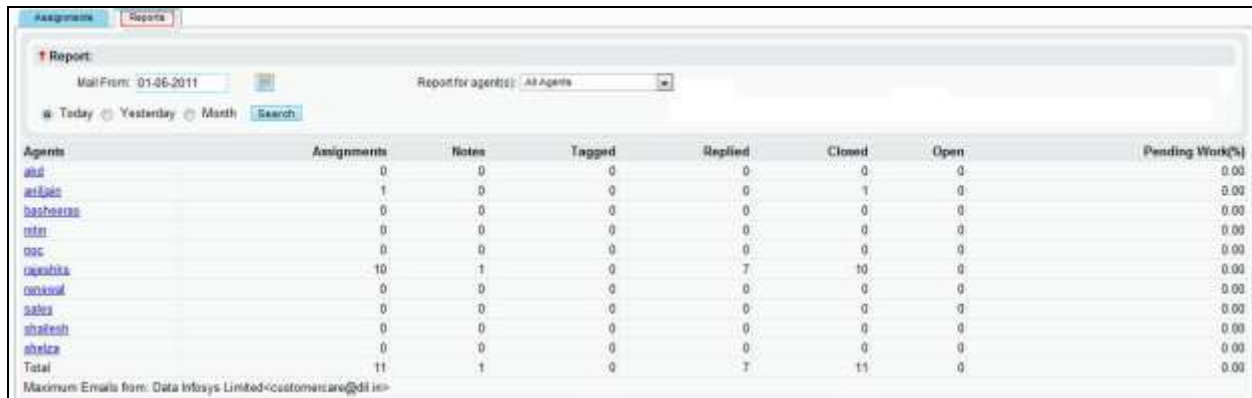 Assignments Reports
Report:
Mail From: 01-06-2011 Report for agent(s): All Agents
Today Yesterday Month Search
Agents Assignments Notes Tagged Replied Closed Open Pending Work(%)
0 0 0 0 0 0 0.00
aniljain 1 0 0 0 1 0 0.00
basheeras 0 0 0 0 0 0 0.00
nitin 0 0 0 0 0 0 0.00
noc 0 0 0 0 0 0 0.00
rajeshka 10 1 0 7 10 0 0.00
renewal 0 0 0 0 0 0 0.00
sales 0 0 0 0 0 0 0.00
shailesh 0 0 0 0 0 0 0.00
shelza 0 0 0 0 0 0 0.00
Total 11 1 0 7 11 0 0.00
Maximum Emails from: Data Infosys Limited<customercare@dil.in>